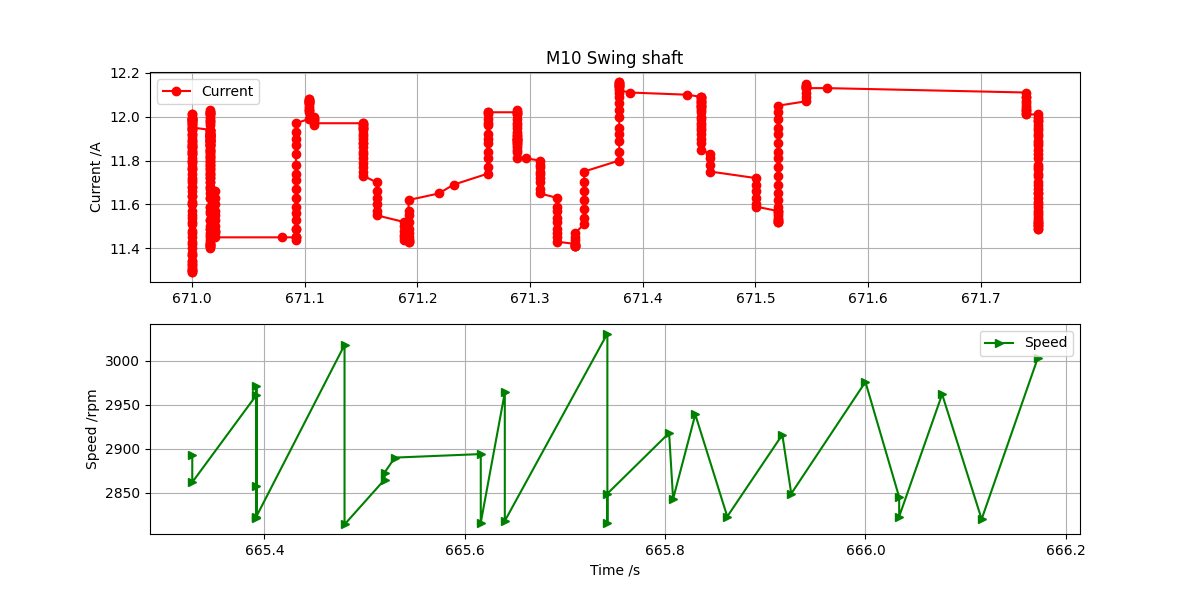 M10 Swing shaft
Current /A
12.2
12.0
11.8
11.6
11.4
Current
671.0 671.1 671.2 671.3 671.4 671.5 671.6 671.7
Speed /rpm
3000
2950
2900
2850
Speed
665.4 665.6 665.8 666.0 666.2
Time /s